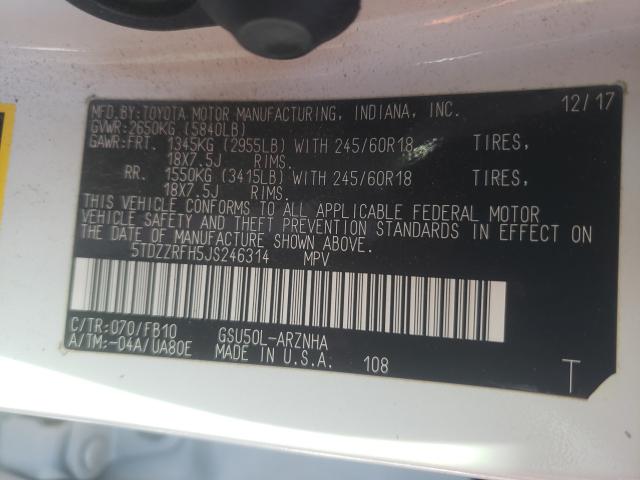 MFD.BY:TOYOTA MOTOR MANUFACTURING, INDIANA, INC. 12/17
GVWR:2650KG (5840LB)
GAWR:FRT. 1345KG (2955LB) WITH 245/60R18 TIRES,
18X7.5J RIMS.
RR. 1550KG (3415LB) WITH 245/60R18 TIRES,
18X7.5J RIMS.
THIS VEHICLE CONFORMS TO ALL APPLICABLE FEDERAL MOTOR
VEHICLE SAFETY AND THEFT PREVENTION STANDARDS IN EFFECT ON
THE DATE OF MANUFACTURE SHOWN ABOVE.
5TDZZRFH5JS246314 MPV
C/TR:070/FB10 GSU50L-ARZNHA
A/TM:-04A/UA80E MADE IN U.S.A. 108 T